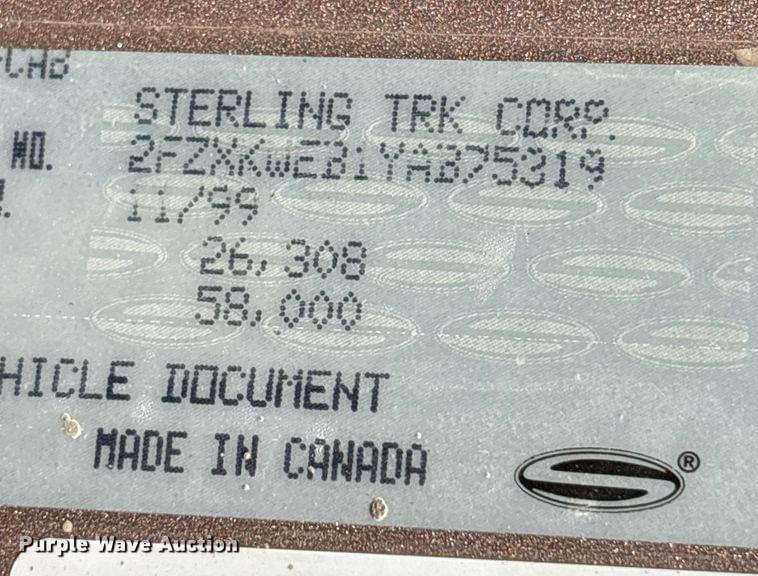 -CAB
STERLING TRK CORP.
NO. 2FZXKWEB1YAB75319
11/99
26,308
58,000
HICLE DOCUMENT
MADE IN CANADA
®
Purple Wave Auction